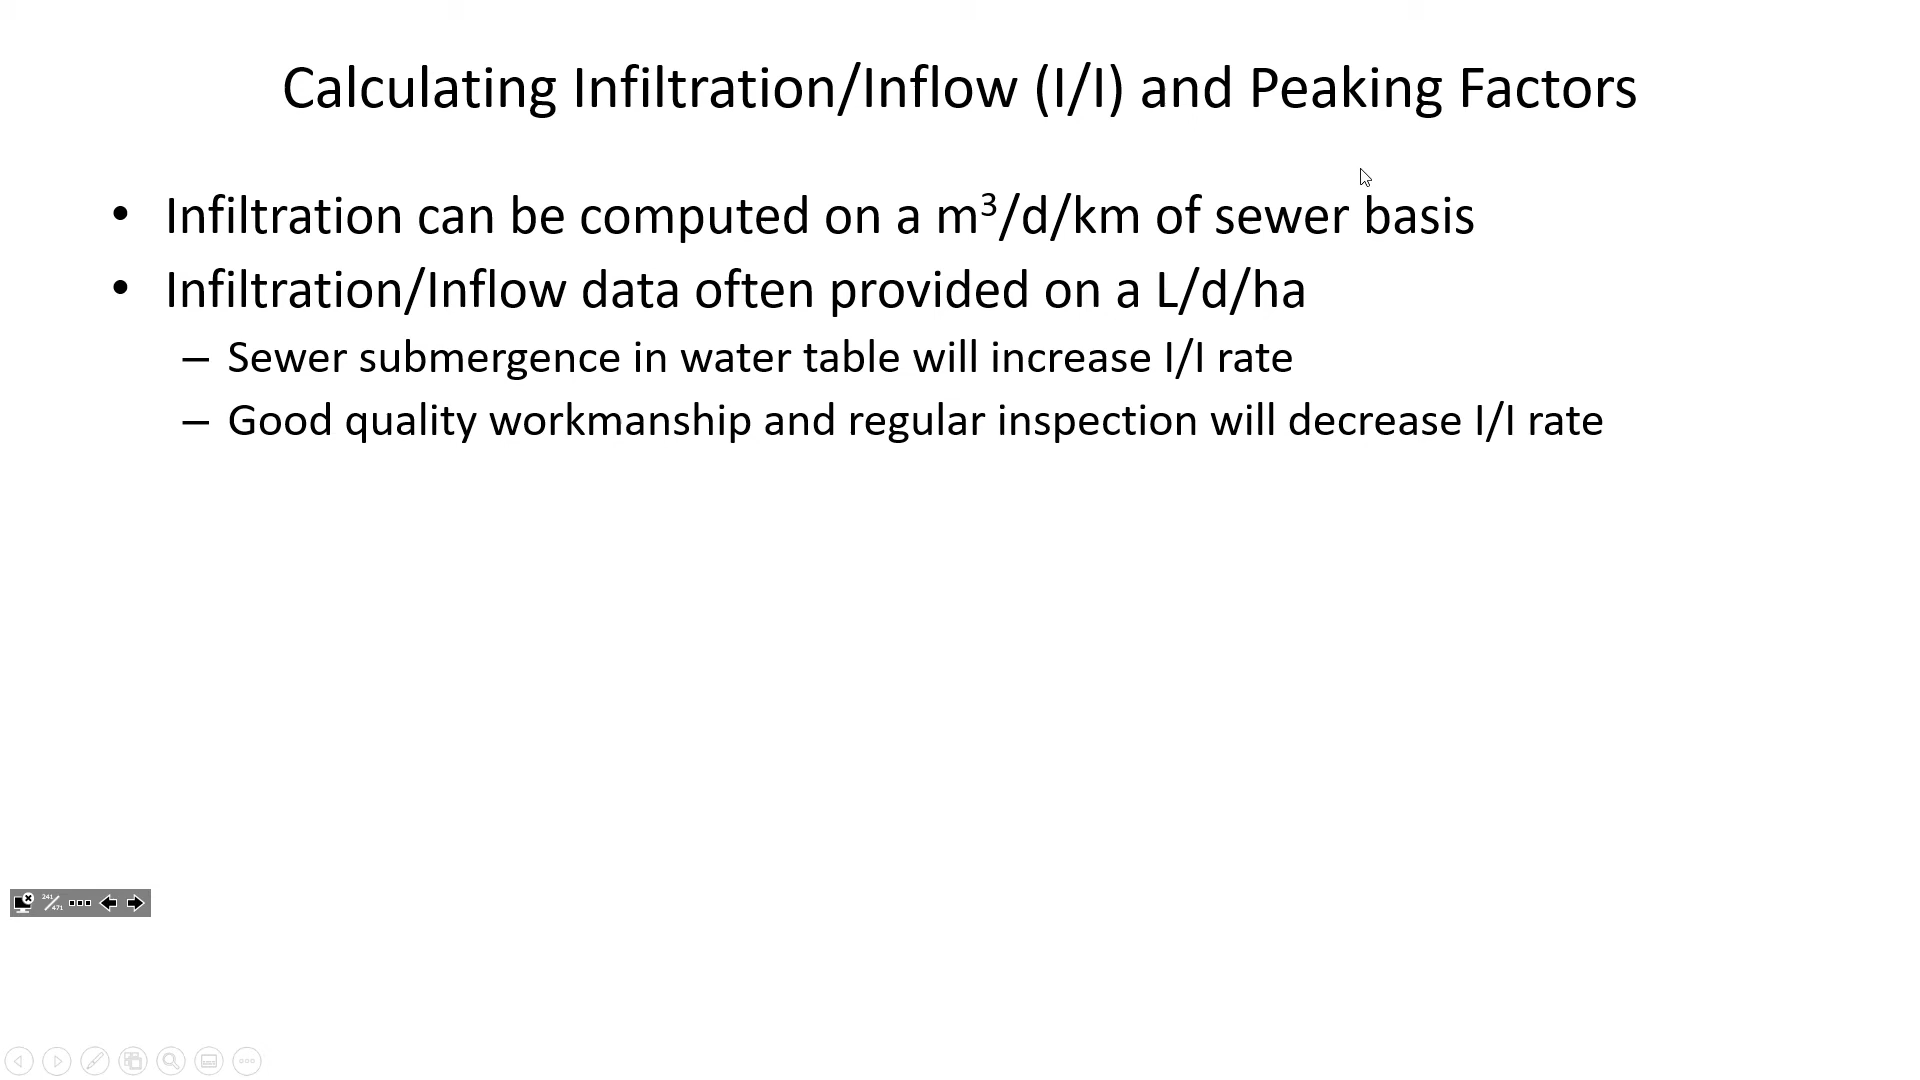 Calculating Infiltration/Inflow (I/I) and Peaking Factors
• Infiltration can be computed on a m³/d/km of sewer basis
• Infiltration/Inflow data often provided on a L/d/ha
– Sewer submergence in water table will increase I/I rate
– Good quality workmanship and regular inspection will decrease I/I rate
241/471